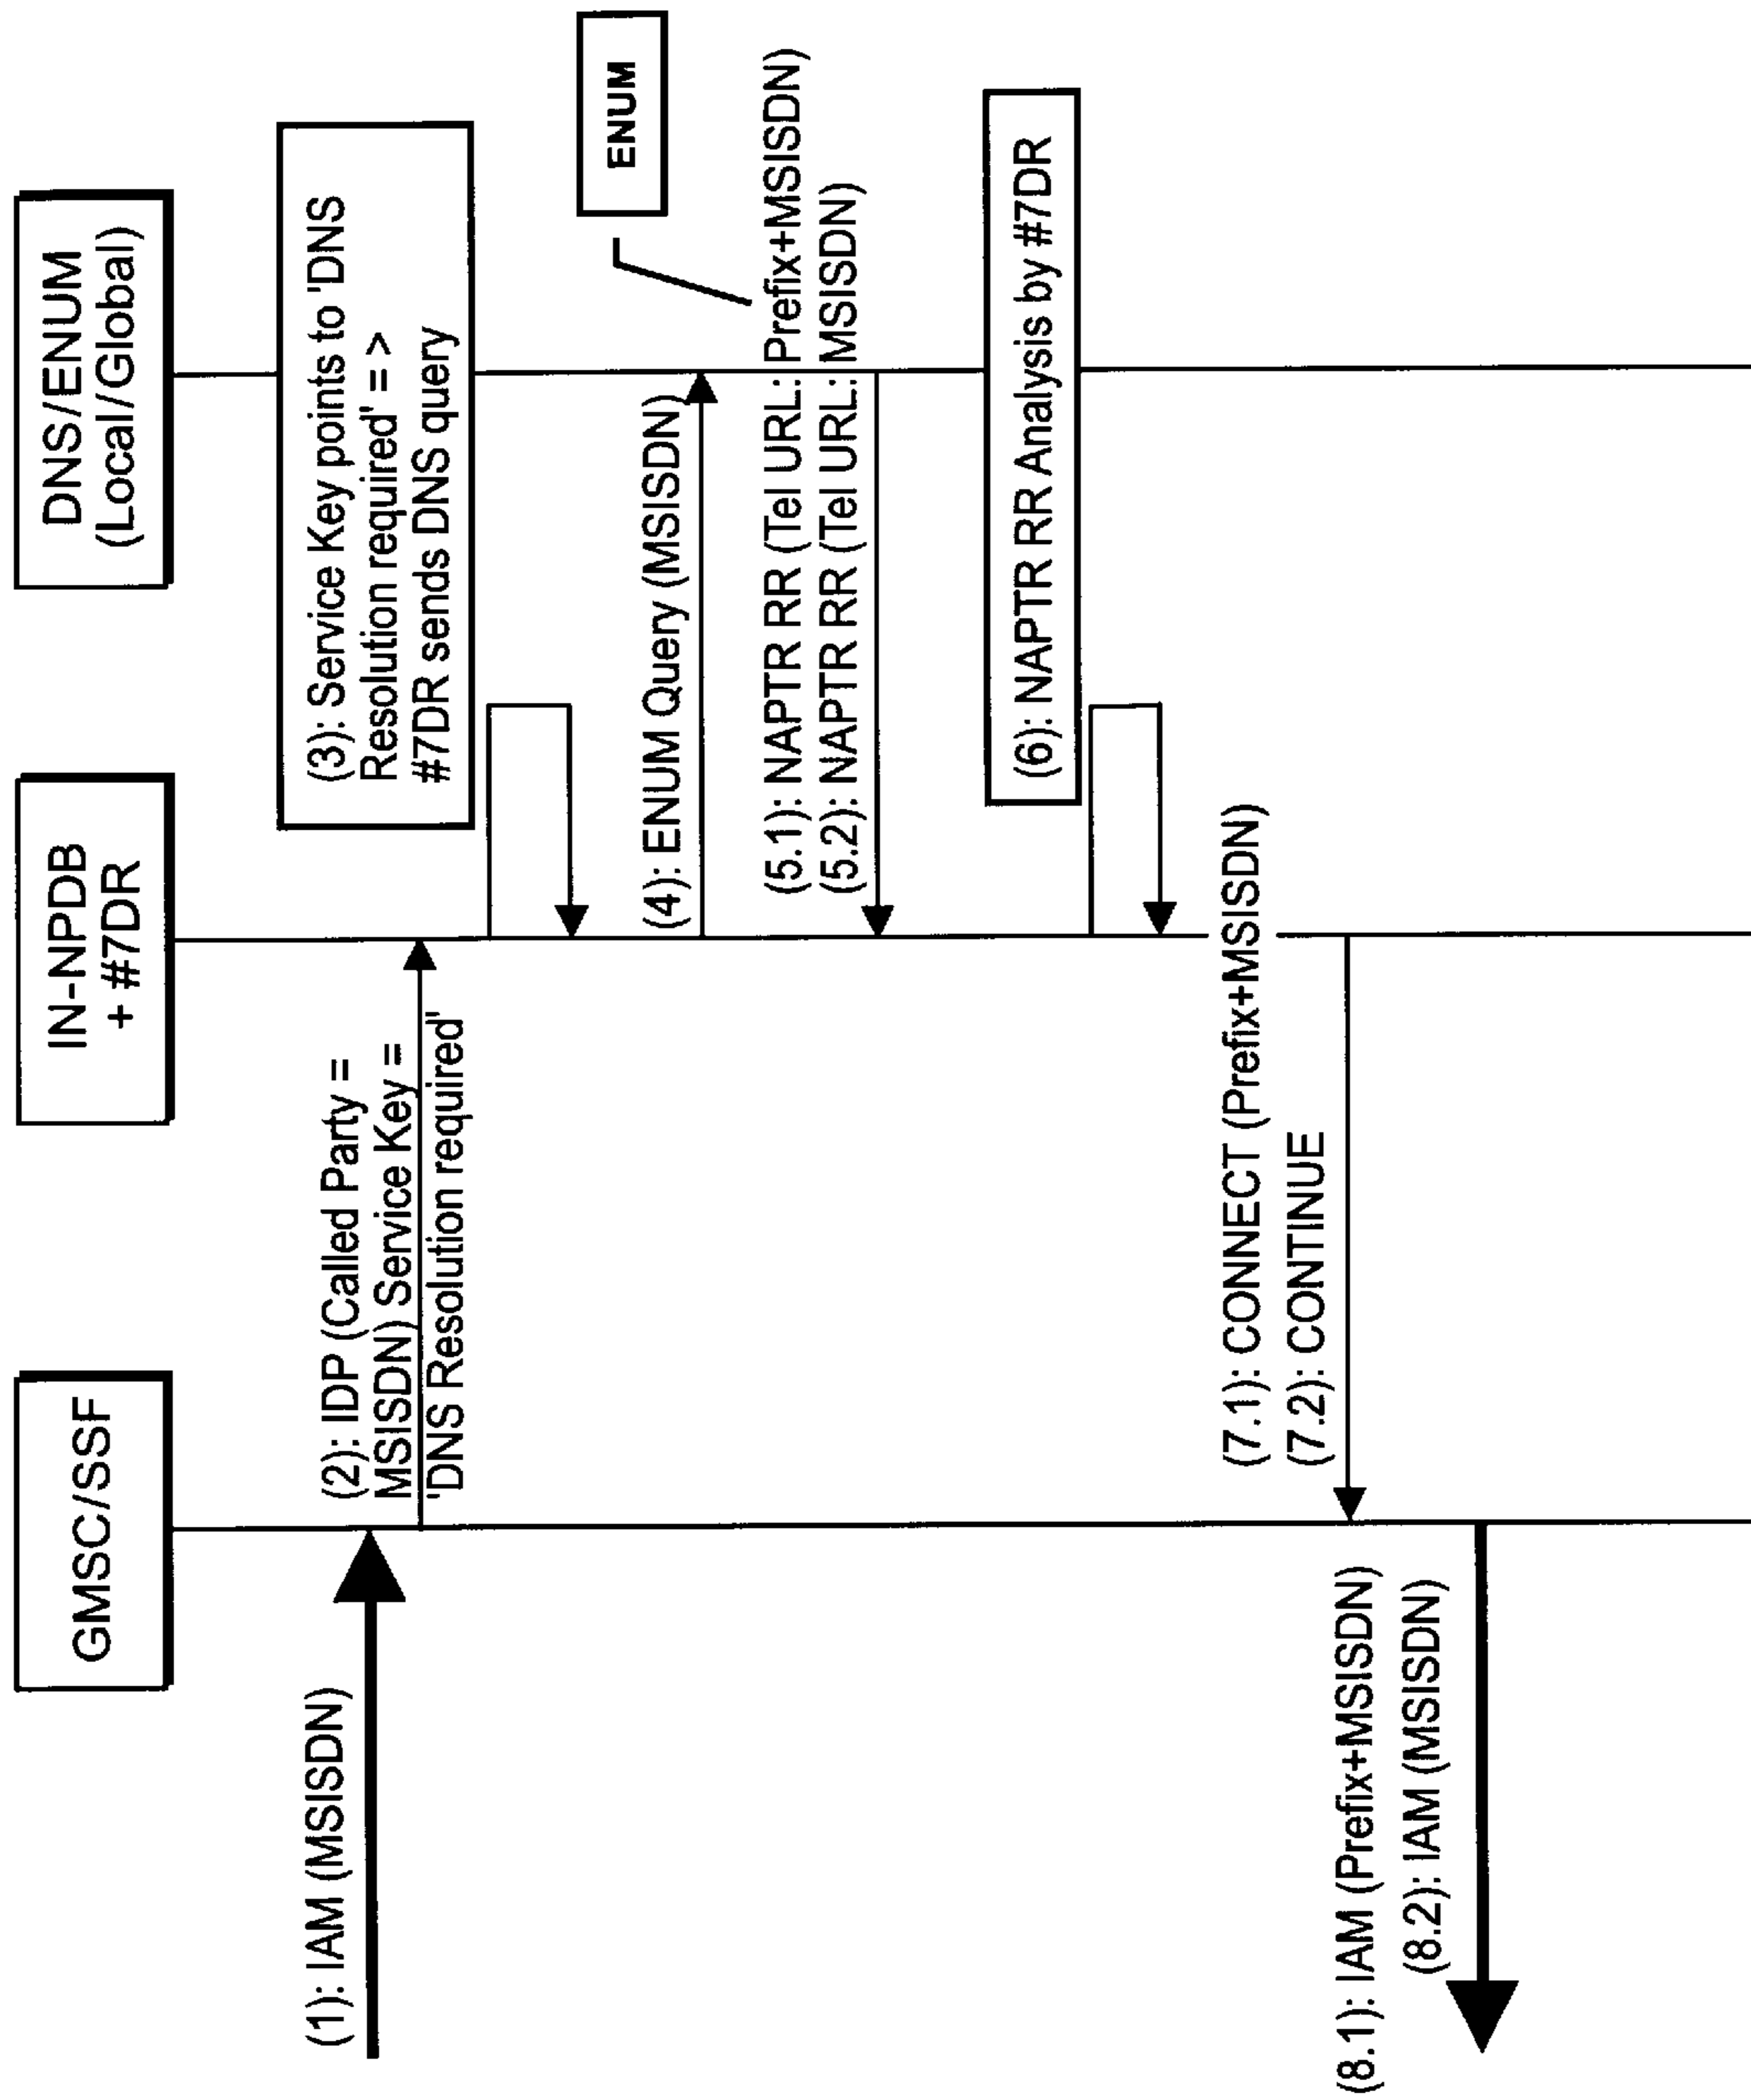 GMSC/SSF
IN-NPDB
+ #7DR
DNS/ENUM
(Local/Global)
(1): IAM (MSISDN)
(2): IDP (Called Party =
MSISDN) Service Key =
'DNS Resolution required'
(3): Service Key points to 'DNS
Resolution required' = >
#7DR sends DNS query
(4): ENUM Query (MSISDN)
ENUM
(5.1): NAPTR RR (Tel URL: Prefix+MSISDN)
(5.2): NAPTR RR (Tel URL: MSISDN)
(6): NAPTR RR Analysis by #7DR
(7.1): CONNECT (Prefix+MSISDN)
(7.2): CONTINUE
(8.1): IAM (Prefix+MSISDN)
(8.2): IAM (MSISDN)